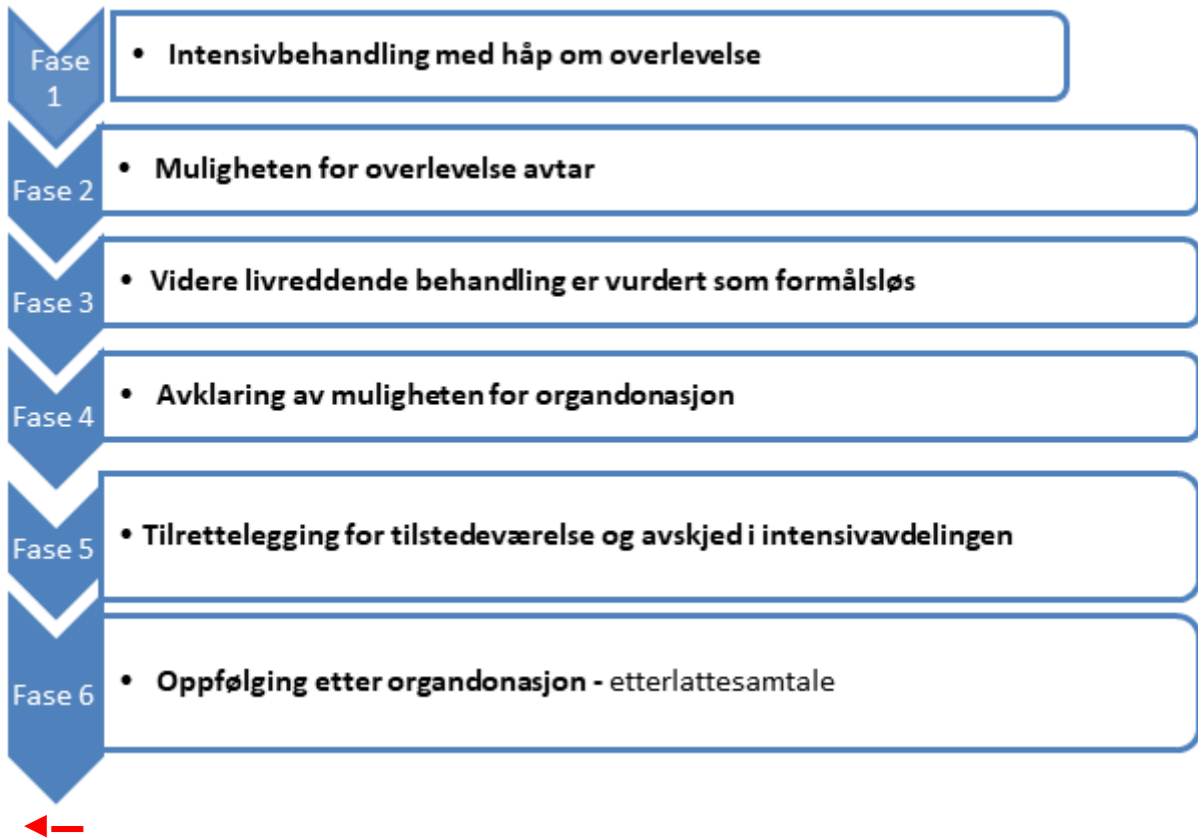 Fase 1
• Intensivbehandling med håp om overlevelse
Fase 2
• Muligheten for overlevelse avtar
Fase 3
• Videre livreddende behandling er vurdert som formålsløs
Fase 4
• Avklaring av muligheten for organdonasjon
Fase 5
• Tilrettelegging for tilstedeværelse og avskjed i intensivavdelingen
Fase 6
• Oppfølging etter organdonasjon - etterlattesamtale